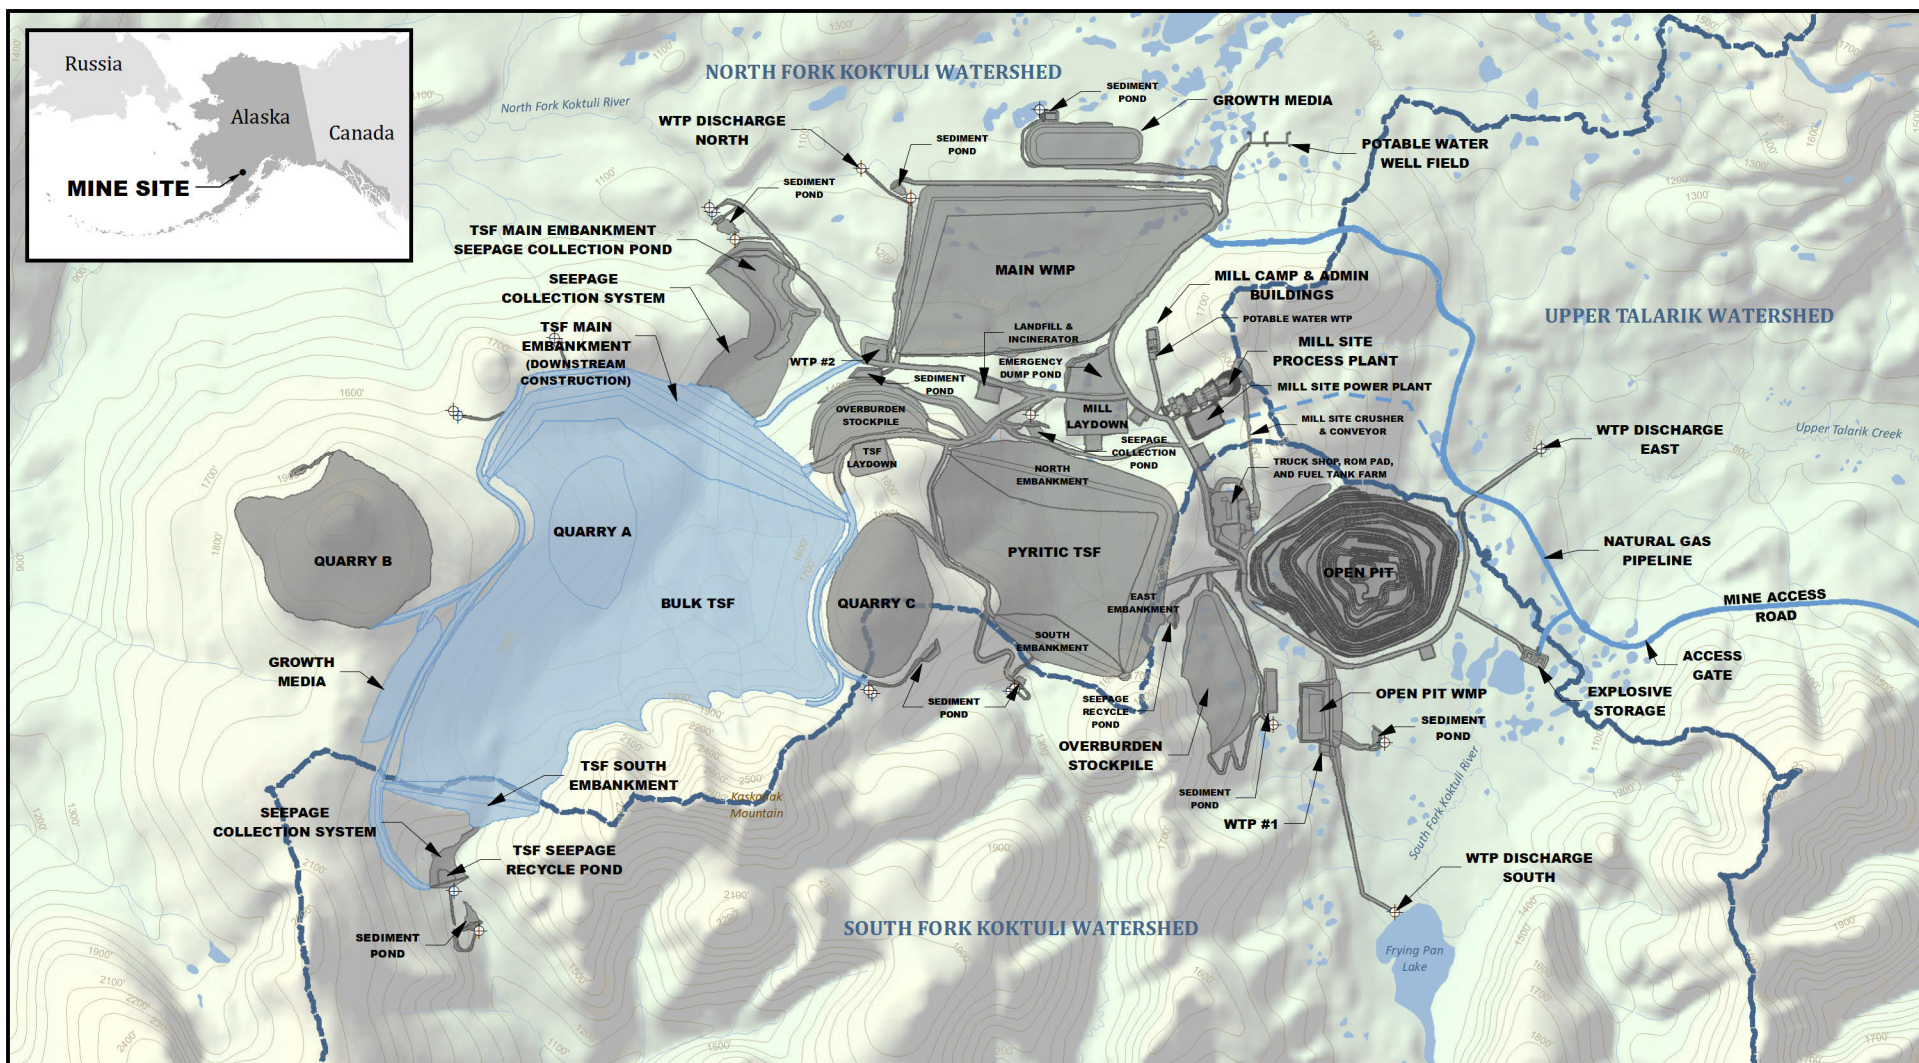 Russia
Alaska
Canada
MINE SITE
NORTH FORK KOKTULI WATERSHED
North Fork Koktuli River
WTP DISCHARGE
NORTH
SEDIMENT
POND
GROWTH MEDIA
SEDIMENT
POND
POTABLE WATER
WELL FIELD
SEDIMENT
POND
TSF MAIN EMBANKMENT
SEEPAGE COLLECTION POND
SEEPAGE
COLLECTION SYSTEM
TSF MAIN
EMBANKMENT
(DOWNSTREAM
CONSTRUCTION)
MAIN WMP
MILL CAMP & ADMIN
BUILDINGS
POTABLE WATER WTP
UPPER TALARIK WATERSHED
LANDFILL &
INCINERATOR
MILL SITE
PROCESS PLANT
WTP #2
EMERGENCY
DUMP POND
SEDIMENT
POND
MILL SITE POWER PLANT
OVERBURDEN
STOCKPILE
MILL
LAYDOWN
MILL SITE CRUSHER
& CONVEYOR
WTP DISCHARGE
EAST
Upper Talarik Creek
TSF
LAYDOWN
SEEPAGE
COLLECTION
POND
NORTH
EMBANKMENT
TRUCK SHOP, ROM PAD,
AND FUEL TANK FARM
QUARRY A
QUARRY B
PYRITIC TSF
OPEN PIT
NATURAL GAS
PIPELINE
BULK TSF
QUARRY C
EAST
EMBANKMENT
MINE ACCESS
ROAD
SOUTH
EMBANKMENT
GROWTH
MEDIA
ACCESS
GATE
SEDIMENT
POND
SEEPAGE
RECYCLE
POND
OPEN PIT WMP
EXPLOSIVE
STORAGE
SEDIMENT
POND
OVERBURDEN
STOCKPILE
TSF SOUTH
EMBANKMENT
Kaskanak
Mountain
SEDIMENT
POND
SEEPAGE
COLLECTION SYSTEM
WTP #1
South Fork Koktuli River
TSF SEEPAGE
RECYCLE POND
WTP DISCHARGE
SOUTH
SOUTH FORK KOKTULI WATERSHED
SEDIMENT
POND
Frying Pan
Lake